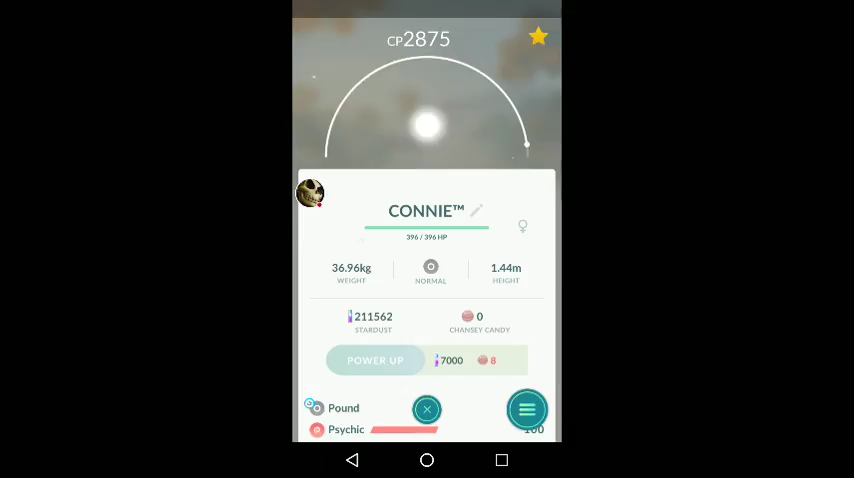 CP2875
CONNIE™
396 / 396 HP
36.96kg
WEIGHT
NORMAL
1.44m
HEIGHT
211562
STARDUST
0
CHANSEY CANDY
POWER UP
7000
8
Pound
Psychic
100